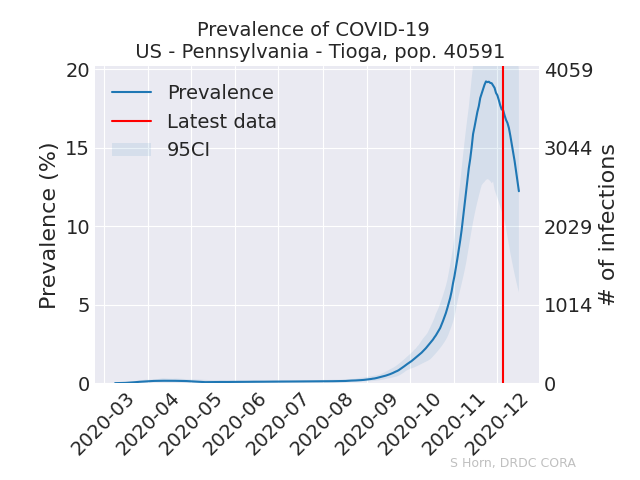 Prevalence of COVID-19
US - Pennsylvania - Tioga, pop. 40591
20
15
10
5
0
Prevalence (%)
Prevalence
Latest data
95CI
4059
3044
2029
1014
0
# of infections
2020-03
2020-04
2020-05
2020-06
2020-07
2020-08
2020-09
2020-10
2020-11
2020-12
S Horn, DRDC CORA